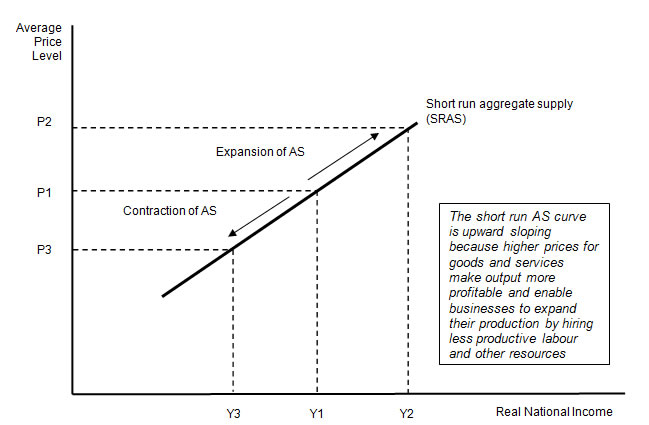 Average
Price
Level
P2
Short run aggregate supply
(SRAS)
Expansion of AS
P1
Contraction of AS
P3
The short run AS curve
is upward sloping
because higher prices for
goods and services
make output more
profitable and enable
businesses to expand
their production by hiring
less productive labour
and other resources
Y3
Y1
Y2
Real National Income